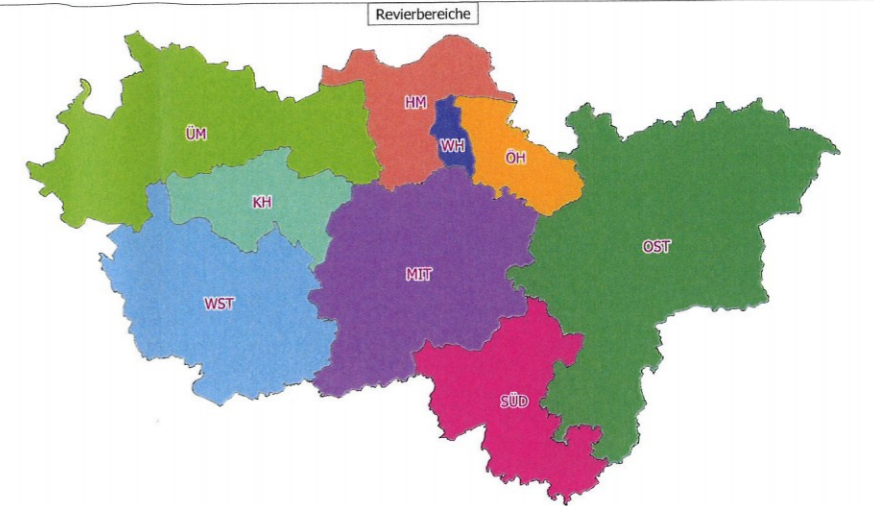 Revierbereiche
HM
ÜM
WH
ÖH
KH
OST
MIT
WST
SÜD